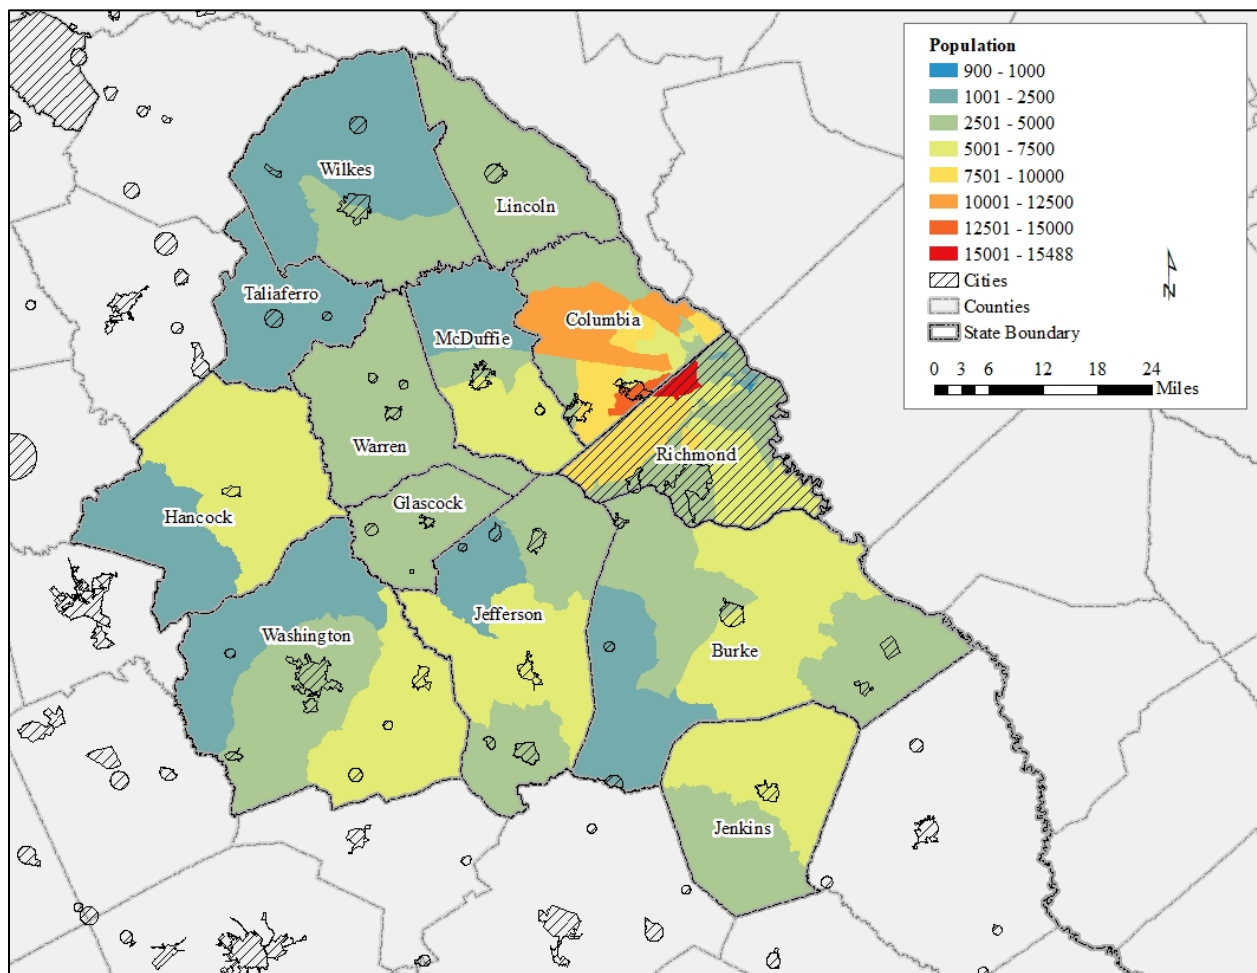 Population
900 - 1000
1001 - 2500
2501 - 5000
5001 - 7500
7501 - 10000
10001 - 12500
12501 - 15000
15001 - 15488
Cities
Counties
State Boundary
0 3 6 12 18 24
Miles
N
Wilkes
Lincoln
Taliaferro
Columbia
McDuffie
Warren
Richmond
Glascock
Hancock
Jefferson
Washington
Burke
Jenkins